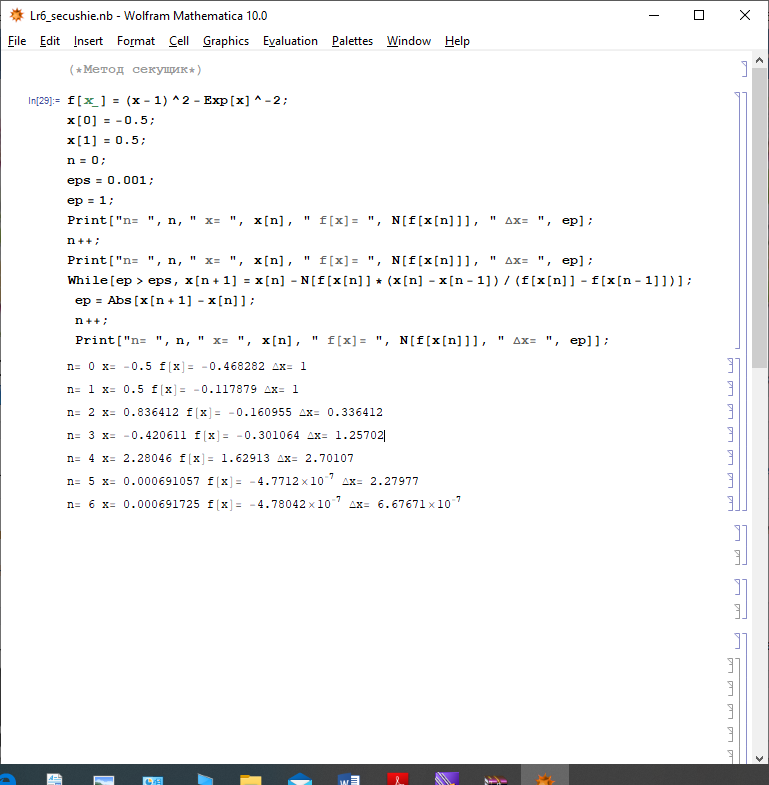 Lr6_secushie.nb - Wolfram Mathematica 10.0
File Edit Insert Format Cell Graphics Evaluation Palettes Window Help
(*Метод секущик*)
In[29]:= f[x_] = (x - 1) ^ 2 - Exp[x] ^ -2;
x[0] = -0.5;
x[1] = 0.5;
n = 0;
eps = 0.001;
ep = 1;
Print["n= ", n, " x= ", x[n], " f[x]= ", N[f[x[n]]], " Δx= ", ep];
n++;
Print["n= ", n, " x= ", x[n], " f[x]= ", N[f[x[n]]], " Δx= ", ep];
While[ep > eps, x[n + 1] = x[n] - N[f[x[n]] * (x[n] - x[n - 1]) / (f[x[n]] - f[x[n - 1]])];
ep = Abs[x[n + 1] - x[n]];
n++;
Print["n= ", n, " x= ", x[n], " f[x]= ", N[f[x[n]]], " Δx= ", ep]];
n= 0 x= -0.5 f[x]= -0.468282 Δx= 1
n= 1 x= 0.5 f[x]= -0.117879 Δx= 1
n= 2 x= 0.836412 f[x]= -0.160955 Δx= 0.336412
n= 3 x= -0.420611 f[x]= -0.301064 Δx= 1.25702
n= 4 x= 2.28046 f[x]= 1.62913 Δx= 2.70107
n= 5 x= 0.000691057 f[x]= -4.7712×10^-7 Δx= 2.27977
n= 6 x= 0.000691725 f[x]= -4.78042×10^-7 Δx= 6.67671×10^-7